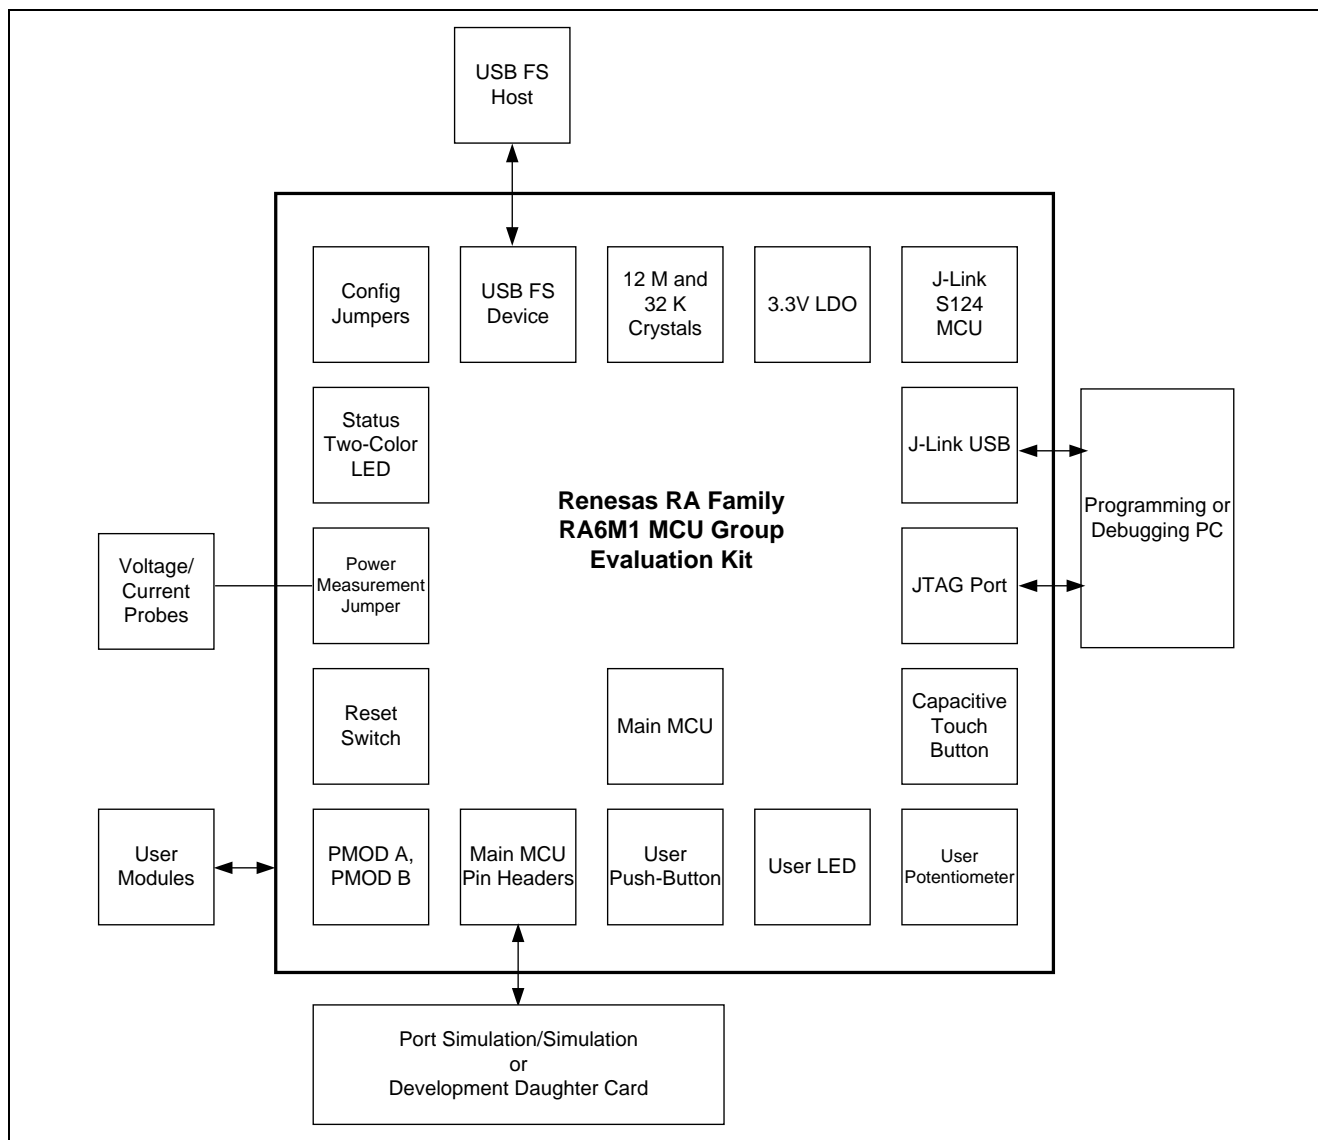 USB FS
Host
Config
Jumpers
USB FS
Device
12 M and
32 K
Crystals
3.3V LDO
J-Link
S124
MCU
Status
Two-Color
LED
J-Link USB
Programming or
Debugging PC
Renesas RA Family
RA6M1 MCU Group
Evaluation Kit
Voltage/
Current
Probes
Power
Measurement
Jumper
JTAG Port
Reset
Switch
Main MCU
Capacitive
Touch
Button
User
Modules
PMOD A,
PMOD B
Main MCU
Pin Headers
User
Push-Button
User LED
User
Potentiometer
Port Simulation/Simulation
or
Development Daughter Card